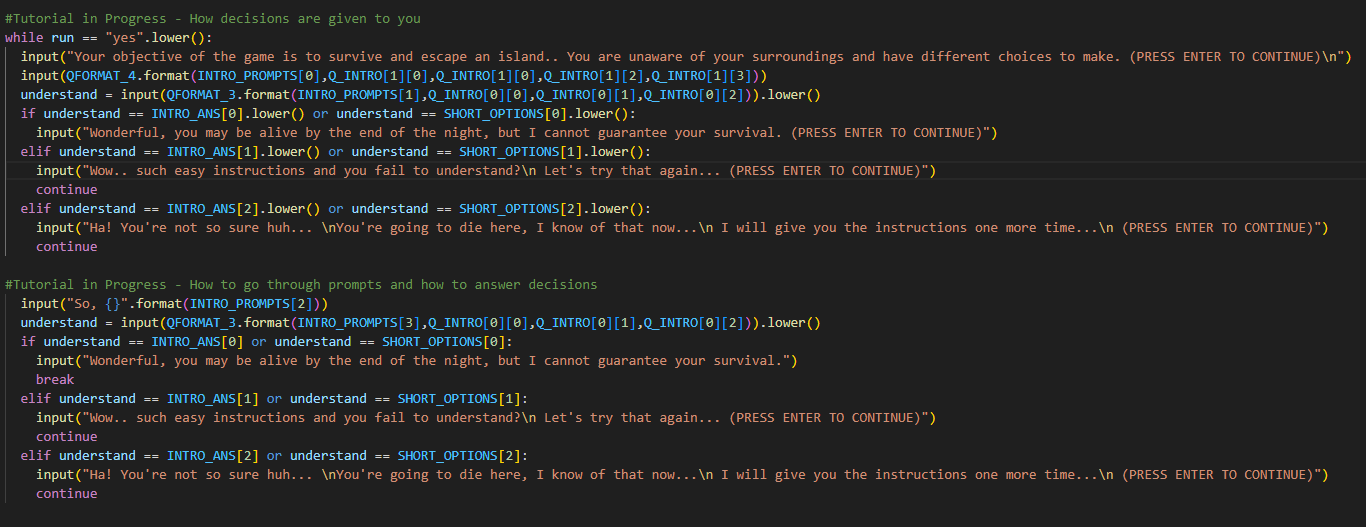 #Tutorial in Progress - How decisions are given to you
while run == "yes".lower():
  input("Your objective of the game is to survive and escape an island.. You are unaware of your surroundings and have different choices to make. (PRESS ENTER TO CONTINUE)\n")
  input(QFORMAT_4.format(INTRO_PROMPTS[0],Q_INTRO[1][0],Q_INTRO[1][0],Q_INTRO[1][2],Q_INTRO[1][3]))
  understand = input(QFORMAT_3.format(INTRO_PROMPTS[1],Q_INTRO[0][0],Q_INTRO[0][1],Q_INTRO[0][2])).lower()
  if understand == INTRO_ANS[0].lower() or understand == SHORT_OPTIONS[0].lower():
    input("Wonderful, you may be alive by the end of the night, but I cannot guarantee your survival. (PRESS ENTER TO CONTINUE)")
  elif understand == INTRO_ANS[1].lower() or understand == SHORT_OPTIONS[1].lower():
    input("Wow.. such easy instructions and you fail to understand?\n Let's try that again... (PRESS ENTER TO CONTINUE)")
    continue
  elif understand == INTRO_ANS[2].lower() or understand == SHORT_OPTIONS[2].lower():
    input("Ha! You're not so sure huh... \nYou're going to die here, I know of that now...\n I will give you the instructions one more time...\n (PRESS ENTER TO CONTINUE)")
    continue

#Tutorial in Progress - How to go through prompts and how to answer decisions
  input("So, {}".format(INTRO_PROMPTS[2]))
  understand = input(QFORMAT_3.format(INTRO_PROMPTS[3],Q_INTRO[0][0],Q_INTRO[0][1],Q_INTRO[0][2])).lower()
  if understand == INTRO_ANS[0] or understand == SHORT_OPTIONS[0]:
    input("Wonderful, you may be alive by the end of the night, but I cannot guarantee your survival.")
    break
  elif understand == INTRO_ANS[1] or understand == SHORT_OPTIONS[1]:
    input("Wow.. such easy instructions and you fail to understand?\n Let's try that again... (PRESS ENTER TO CONTINUE)")
    continue
  elif understand == INTRO_ANS[2] or understand == SHORT_OPTIONS[2]:
    input("Ha! You're not so sure huh... \nYou're going to die here, I know of that now...\n I will give you the instructions one more time...\n (PRESS ENTER TO CONTINUE)")
    continue